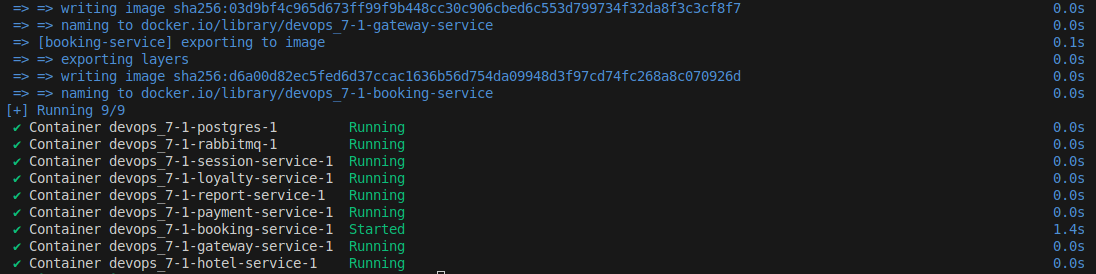 => => writing image sha256:03d9bf4c965d673ff99f9b448cc30c906cbed6c553d799734f32da8f3c3cf8f7 0.0s
=> => naming to docker.io/library/devops_7-1-gateway-service 0.0s
=> [booking-service] exporting to image 0.1s
=> => exporting layers 0.0s
=> => writing image sha256:d6a00d82ec5fed6d37ccac1636b56d754da09948d3f97cd74fc268a8c070926d 0.0s
=> => naming to docker.io/library/devops_7-1-booking-service 0.0s
[+] Running 9/9
✔ Container devops_7-1-postgres-1 Running 0.0s
✔ Container devops_7-1-rabbitmq-1 Running 0.0s
✔ Container devops_7-1-session-service-1 Running 0.0s
✔ Container devops_7-1-loyalty-service-1 Running 0.0s
✔ Container devops_7-1-report-service-1 Running 0.0s
✔ Container devops_7-1-payment-service-1 Running 0.0s
✔ Container devops_7-1-booking-service-1 Started 1.4s
✔ Container devops_7-1-gateway-service-1 Running 0.0s
✔ Container devops_7-1-hotel-service-1 Running 0.0s